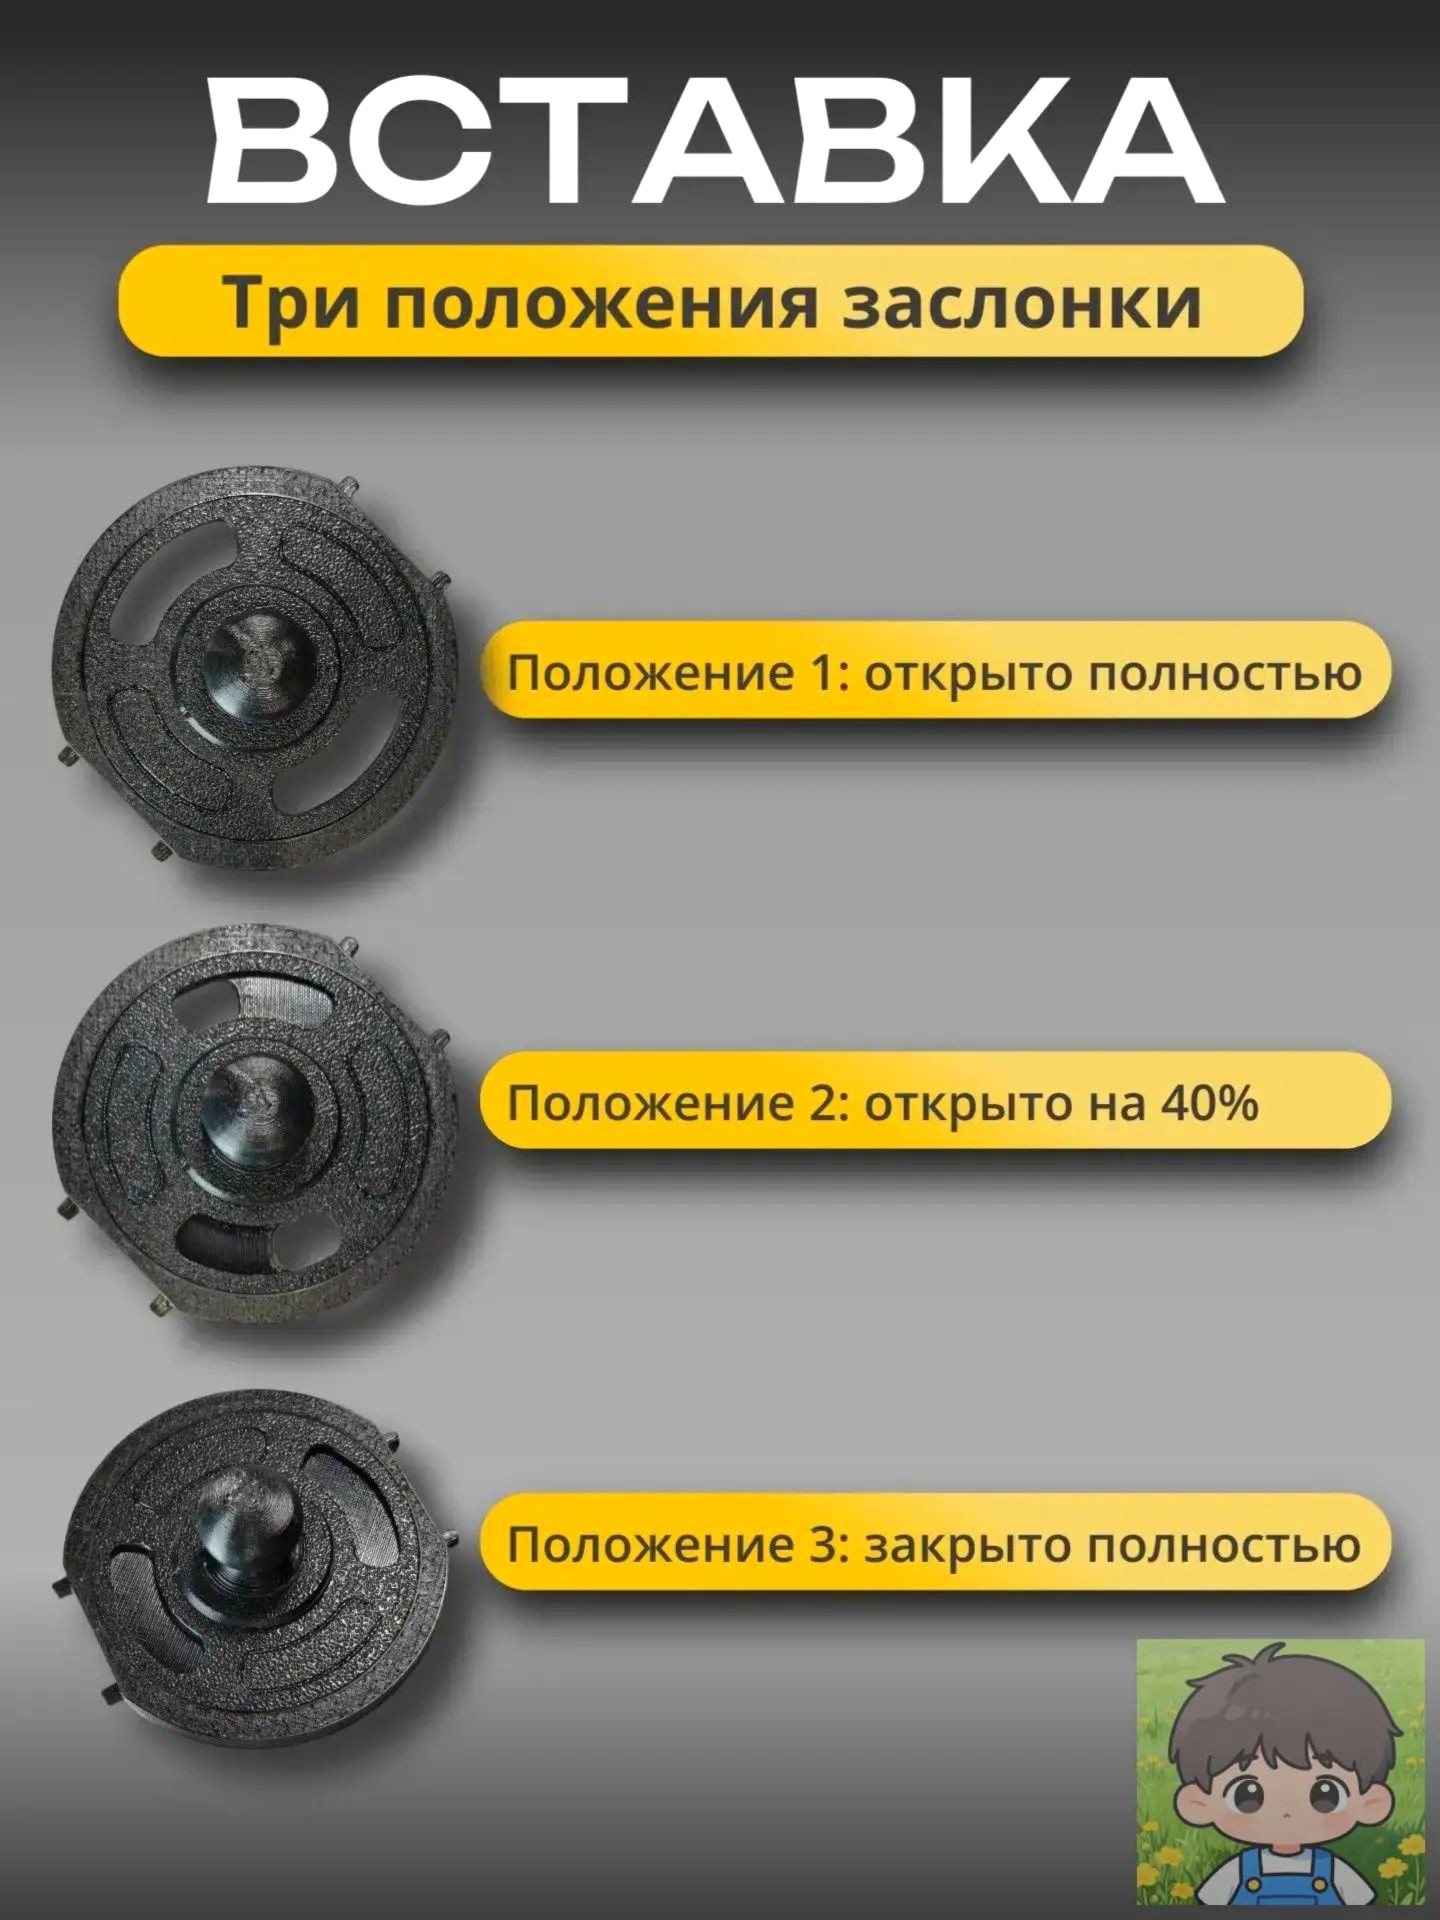 ВСТАВКА
Три положения заслонки
Положение 1: открыто полностью
Положение 2: открыто на 40%
Положение 3: закрыто полностью